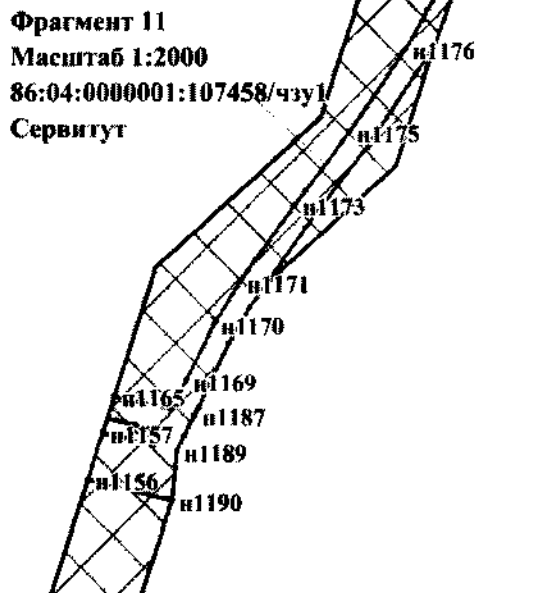 Фрагмент 11
Масштаб 1:2000
86:04:0000001:107458/чзу1
Сервитут
н1176
н1175
н1173
н1171
н1170
н1169
н1165
н1187
н1157
н1189
н1156
н1190